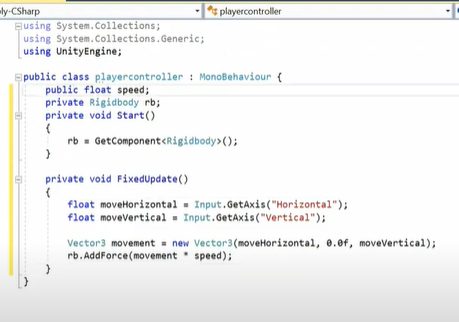 ly-CSharp
playercontroller
using System.Collections;
using System.Collections.Generic;
using UnityEngine;
public class playercontroller : MonoBehaviour {
public float speed;
private Rigidbody rb;
private void Start()
{
rb = GetComponent<Rigidbody>();
}
private void FixedUpdate()
{
float moveHorizontal = Input.GetAxis("Horizontal");
float moveVertical = Input.GetAxis("Vertical");
Vector3 movement = new Vector3(moveHorizontal, 0.0f, moveVertical);
rb.AddForce(movement * speed);
}
}